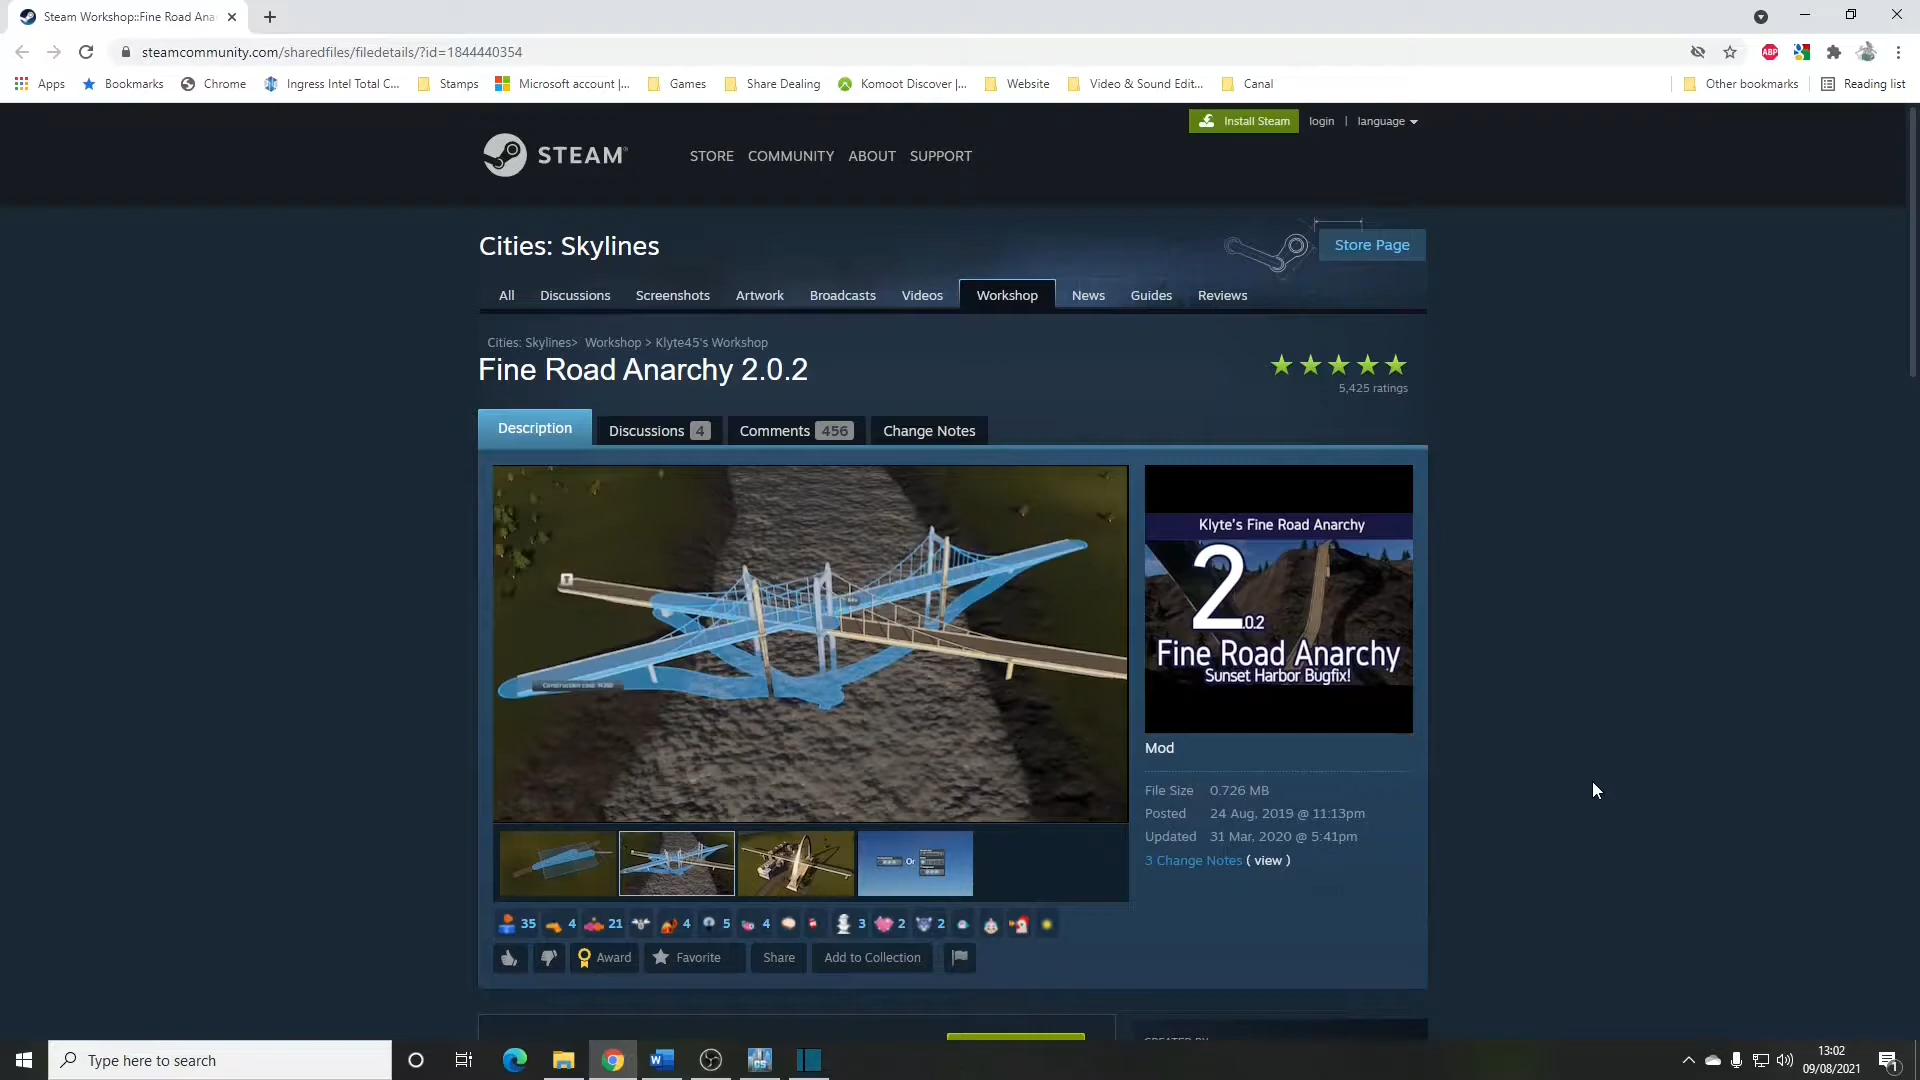 Steam Workshop::Fine Road Ana
steamcommunity.com/sharedfiles/filedetails/?id=1844440354
ABP
Apps
Bookmarks
Chrome
Ingress Intel Total C...
Stamps
Microsoft account |...
Games
Share Dealing
Komoot Discover |...
Website
Video & Sound Edit...
Canal
Other bookmarks
Reading list
Install Steam
login | language
STEAM
STORE COMMUNITY ABOUT SUPPORT
Cities: Skylines
Store Page
All Discussions Screenshots Artwork Broadcasts Videos Workshop News Guides Reviews
Cities: Skylines> Workshop > Klyte45's Workshop
Fine Road Anarchy 2.0.2
5,425 ratings
Description
Discussions 4
Comments 456
Change Notes
Klyte's Fine Road Anarchy
2.0.2
Fine Road Anarchy
Sunset Harbor Bugfix!
Mod
File Size 0.726 MB
Posted 24 Aug, 2019 @ 11:13pm
Updated 31 Mar, 2020 @ 5:41pm
3 Change Notes ( view )
Or
35 4 21 4 5 4 3 2 2
Award
Favorite
Share
Add to Collection
Type here to search
13:02
09/08/2021
1